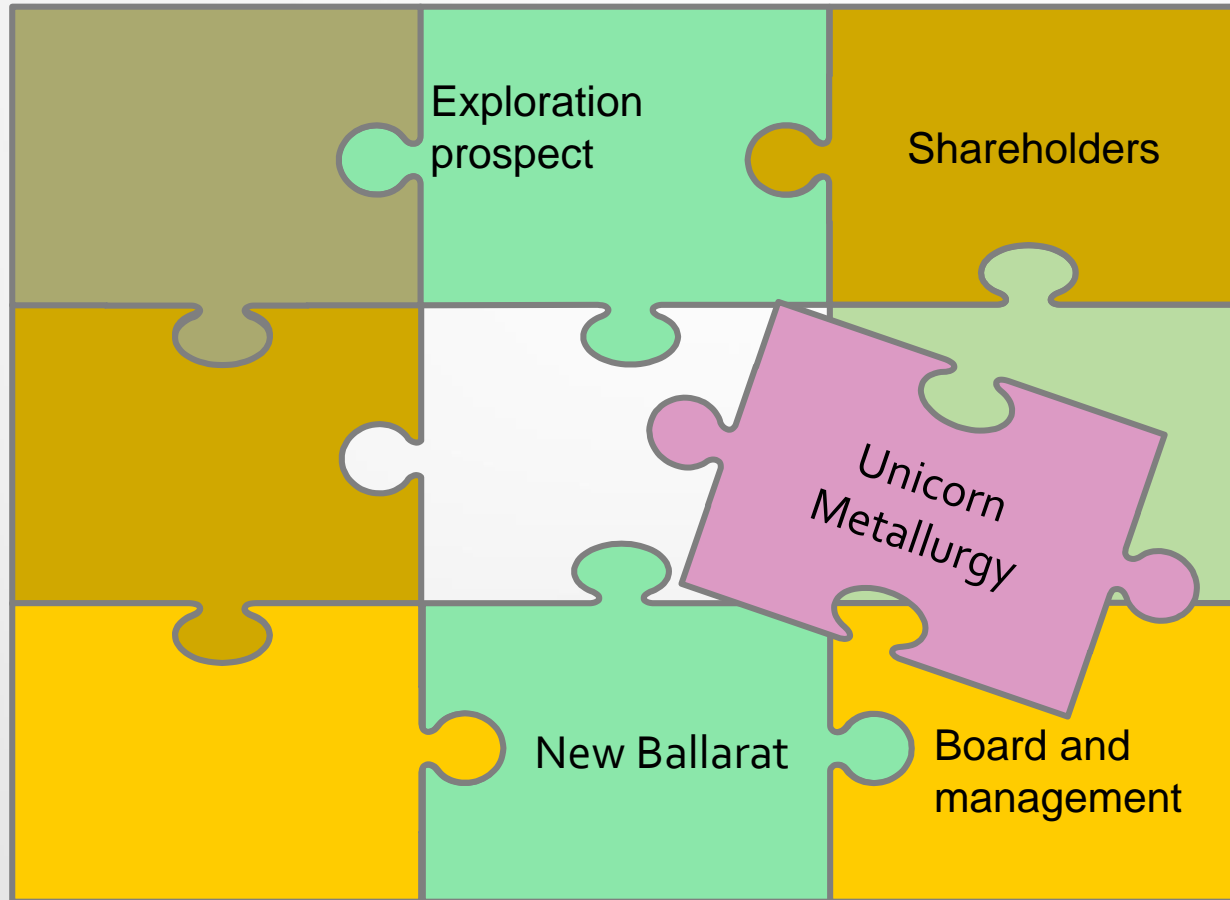 Exploration
prospect
Shareholders
Unicorn
Metallurgy
New Ballarat
Board and
management